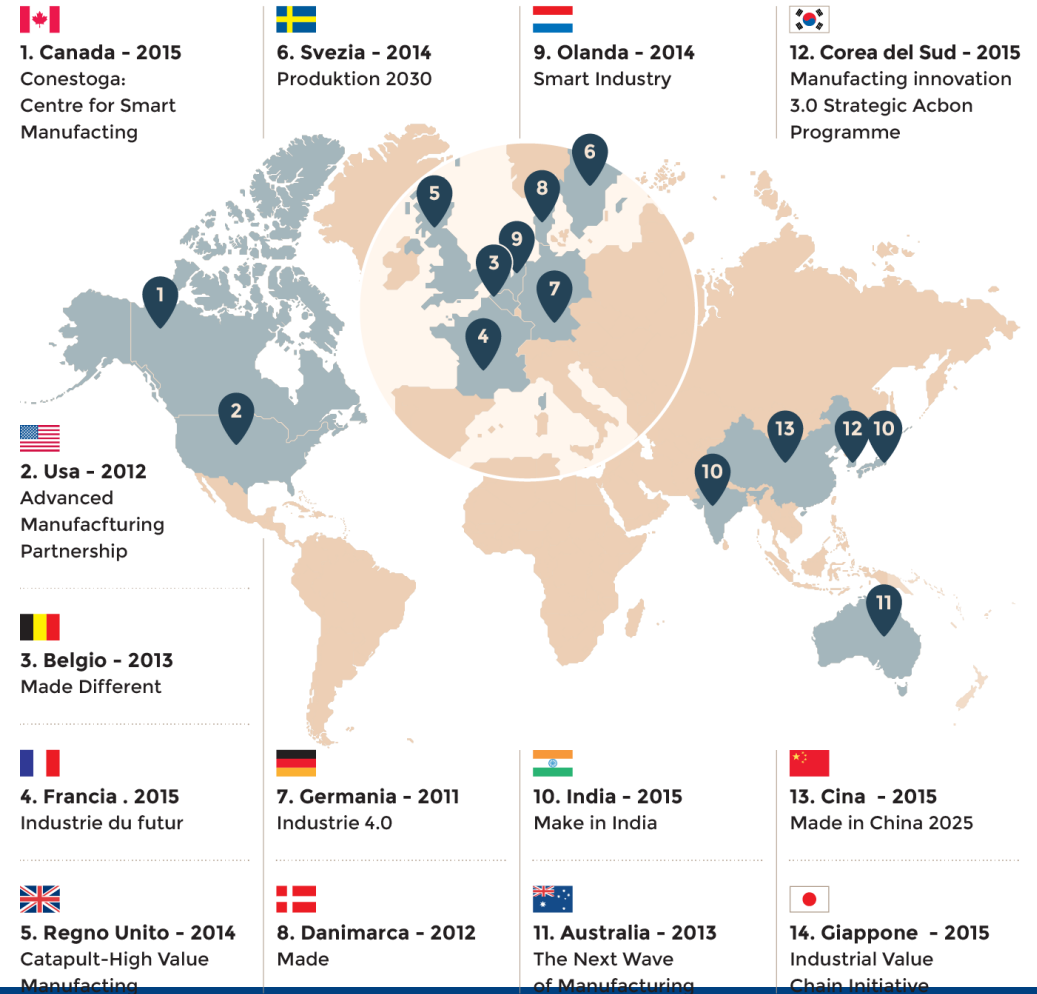 1. Canada - 2015
Conestoga:
Centre for Smart
Manufacting
6. Svezia - 2014
Produktion 2030
9. Olanda - 2014
Smart Industry
12. Corea del Sud - 2015
Manufacting innovation
3.0 Strategic Acbon
Programme
6
5
8
9
3
7
1
4
2
13
12
10
10
11
2. Usa - 2012
Advanced
Manufacfturing
Partnership
3. Belgio - 2013
Made Different
4. Francia . 2015
Industrie du futur
7. Germania - 2011
Industrie 4.0
10. India - 2015
Make in India
13. Cina - 2015
Made in China 2025
5. Regno Unito - 2014
Catapult-High Value
Manufacting
8. Danimarca - 2012
Made
11. Australia - 2013
The Next Wave
of Manufacturing
14. Giappone - 2015
Industrial Value
Chain Initiative